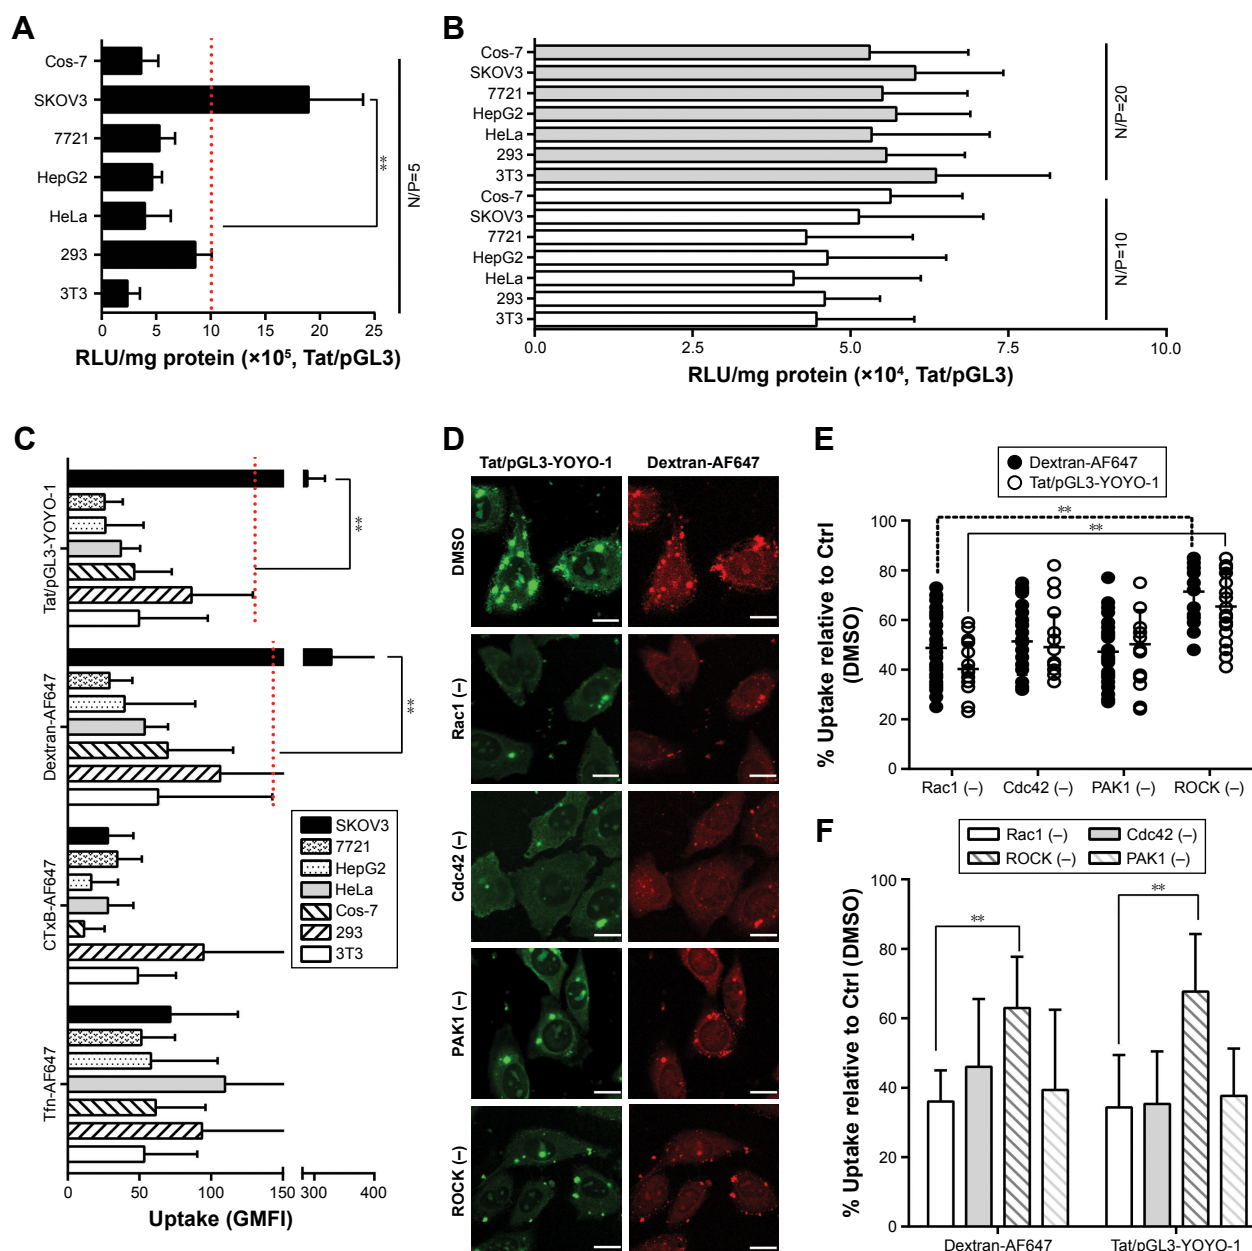 A
Cos-7
SKOV3
7721
HepG2
HeLa
293
3T3
**
N/P=5
0 5 10 15 20 25
RLU/mg protein (×10⁵, Tat/pGL3)
B
Cos-7
SKOV3
7721
HepG2
HeLa
293
3T3
Cos-7
SKOV3
7721
HepG2
HeLa
293
3T3
N/P=20
N/P=10
0.0 2.5 5.0 7.5 10.0
RLU/mg protein (×10⁴, Tat/pGL3)
C
Tat/pGL3-YOYO-1
**
Dextran-AF647
**
CTxB-AF647
Tfn-AF647
SKOV3
7721
HepG2
HeLa
Cos-7
293
3T3
0 50 100 150 300 400
Uptake (GMFI)
D
Tat/pGL3-YOYO-1 Dextran-AF647
DMSO
Rac1 (–)
Cdc42 (–)
PAK1 (–)
ROCK (–)
E
Dextran-AF647
Tat/pGL3-YOYO-1
**
**
% Uptake relative to Ctrl
(DMSO)
100
80
60
40
20
0
Rac1 (–) Cdc42 (–) PAK1 (–) ROCK (–)
F
Rac1 (–) Cdc42 (–)
ROCK (–) PAK1 (–)
**
**
% Uptake relative to Ctrl (DMSO)
100
80
60
40
20
0
Dextran-AF647 Tat/pGL3-YOYO-1